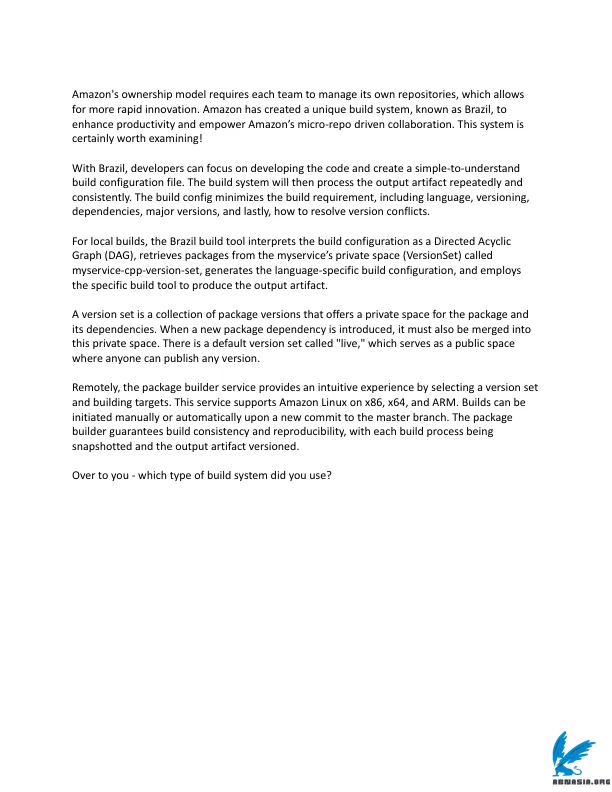 Amazon's ownership model requires each team to manage its own repositories, which allows
for more rapid innovation. Amazon has created a unique build system, known as Brazil, to
enhance productivity and empower Amazon’s micro-repo driven collaboration. This system is
certainly worth examining!
With Brazil, developers can focus on developing the code and create a simple-to-understand
build configuration file. The build system will then process the output artifact repeatedly and
consistently. The build config minimizes the build requirement, including language, versioning,
dependencies, major versions, and lastly, how to resolve version conflicts.
For local builds, the Brazil build tool interprets the build configuration as a Directed Acyclic
Graph (DAG), retrieves packages from the myservice’s private space (VersionSet) called
myservice-cpp-version-set, generates the language-specific build configuration, and employs
the specific build tool to produce the output artifact.
A version set is a collection of package versions that offers a private space for the package and
its dependencies. When a new package dependency is introduced, it must also be merged into
this private space. There is a default version set called "live," which serves as a public space
where anyone can publish any version.
Remotely, the package builder service provides an intuitive experience by selecting a version set
and building targets. This service supports Amazon Linux on x86, x64, and ARM. Builds can be
initiated manually or automatically upon a new commit to the master branch. The package
builder guarantees build consistency and reproducibility, with each build process being
snapshotted and the output artifact versioned.
Over to you - which type of build system did you use?
ABNASIA.ORG